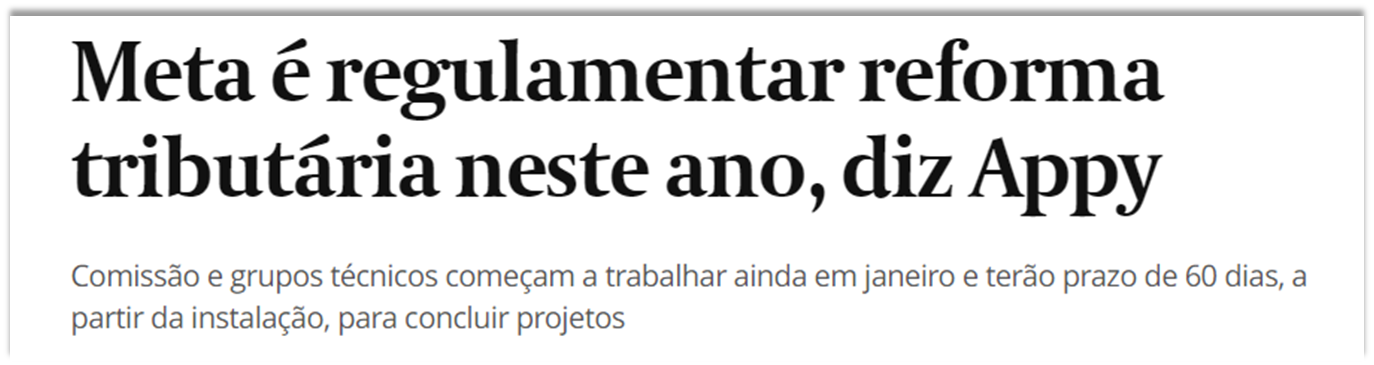 Meta é regulamentar reforma
tributária neste ano, diz Appy
Comissão e grupos técnicos começam a trabalhar ainda em janeiro e terão prazo de 60 dias, a
partir da instalação, para concluir projetos